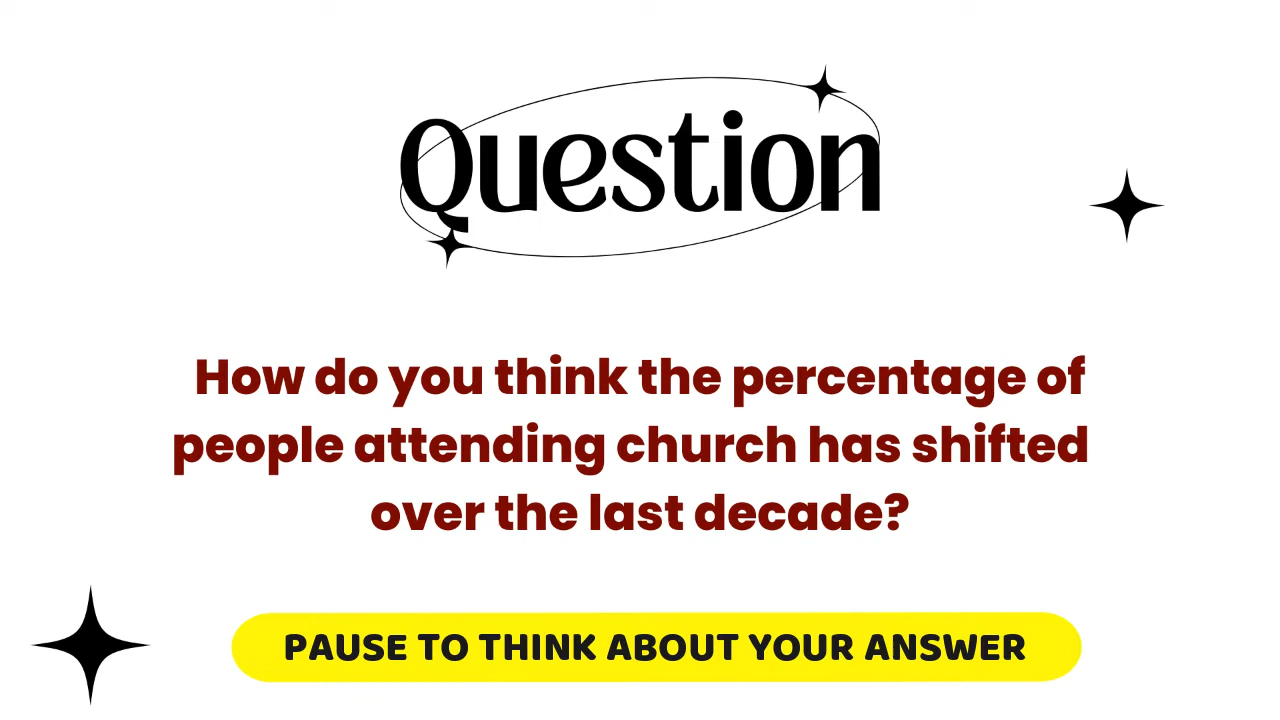 Question
How do you think the percentage of
people attending church has shifted
over the last decade?
PAUSE TO THINK ABOUT YOUR ANSWER